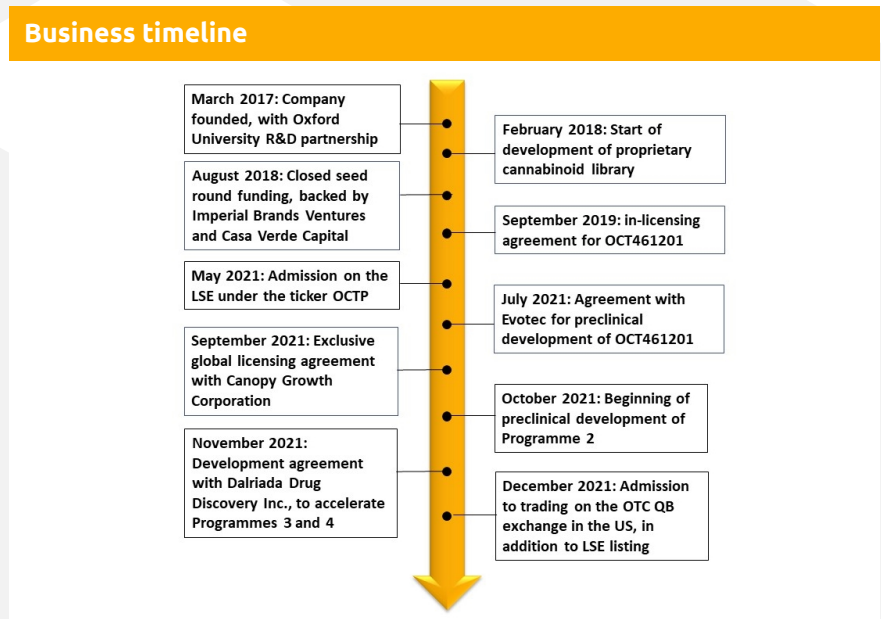 Business timeline
March 2017: Company
founded, with Oxford
University R&D partnership
February 2018: Start of
development of proprietary
cannabinoid library
August 2018: Closed seed
round funding, backed by
Imperial Brands Ventures
and Casa Verde Capital
September 2019: in-licensing
agreement for OCT461201
May 2021: Admission on the
LSE under the ticker OCTP
July 2021: Agreement with
Evotec for preclinical
development of OCT461201
September 2021: Exclusive
global licensing agreement
with Canopy Growth
Corporation
October 2021: Beginning of
preclinical development of
Programme 2
November 2021:
Development agreement
with Dalriada Drug
Discovery Inc., to accelerate
Programmes 3 and 4
December 2021: Admission
to trading on the OTC QB
exchange in the US, in
addition to LSE listing